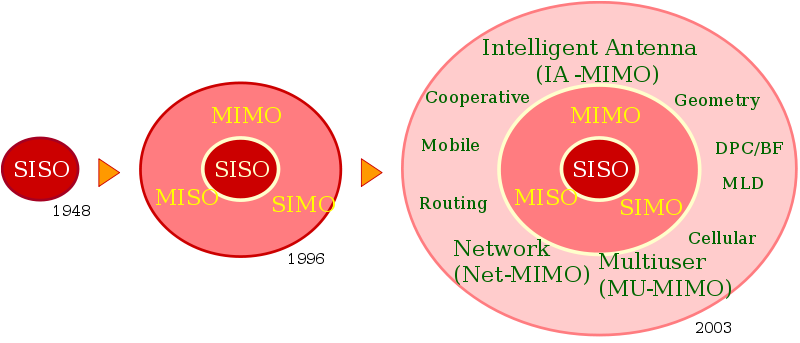 SISO
1948
MIMO
SISO
MISO
SIMO
1996
Intelligent Antenna
(IA -MIMO)
Cooperative
Geometry
Mobile
DPC/BF
MLD
Routing
Cellular
MIMO
SISO
MISO
SIMO
Network
(Net-MIMO)
Multiuser
(MU-MIMO)
2003